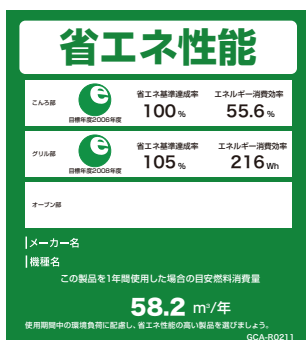 省エネ性能
こんろ部
e
目標年度2006年度
省エネ基準達成率
100%
エネルギー消費効率
55.6%
グリル部
e
目標年度2008年度
省エネ基準達成率
105%
エネルギー消費効率
216Wh
オーブン部
メーカー名
機種名
この製品を1年間使用した場合の目安燃料消費量
58.2 m³/年
使用期間中の環境負荷に配慮し、省エネ性能の高い製品を選びましょう。
GCA-R0211